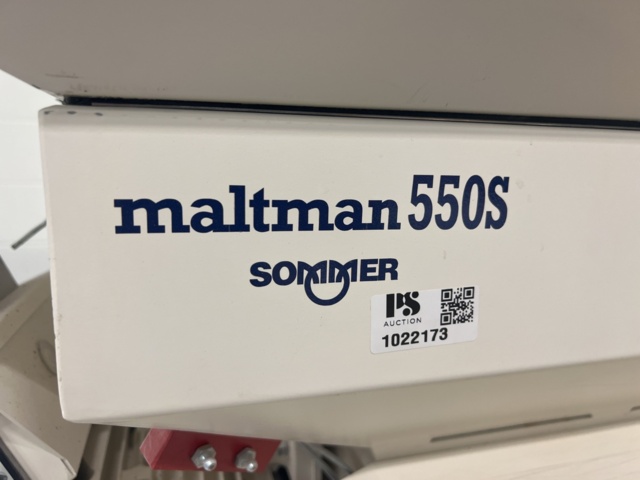 maltman 550S
SOMMER
PS
AUCTION
1022173